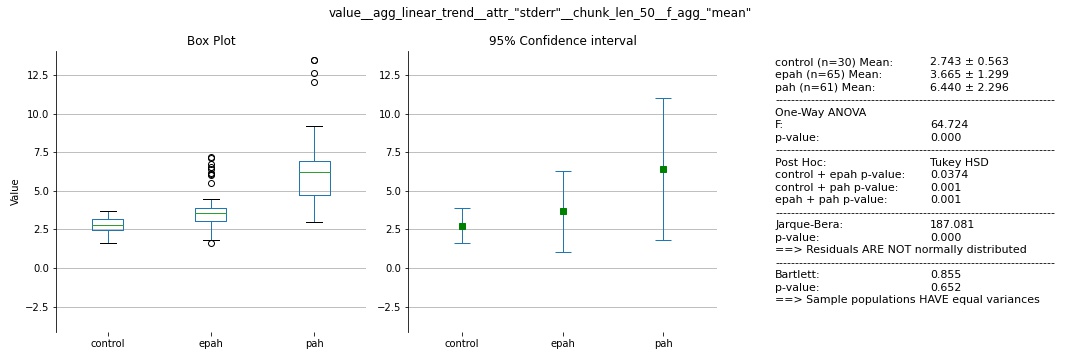 value__agg_linear_trend__attr_"stderr"__chunk_len_50__f_agg_"mean"
Box Plot
Value
12.5
10.0
7.5
5.0
2.5
0.0
−2.5
control epah pah
95% Confidence interval
12.5
10.0
7.5
5.0
2.5
0.0
−2.5
control epah pah
control (n=30) Mean: 2.743 ± 0.563
epah (n=65) Mean: 3.665 ± 1.299
pah (n=61) Mean: 6.440 ± 2.296
One-Way ANOVA
F: 64.724
p-value: 0.000
Post Hoc: Tukey HSD
control + epah p-value: 0.0374
control + pah p-value: 0.001
epah + pah p-value: 0.001
Jarque-Bera: 187.081
p-value: 0.000
==> Residuals ARE NOT normally distributed
Bartlett: 0.855
p-value: 0.652
==> Sample populations HAVE equal variances